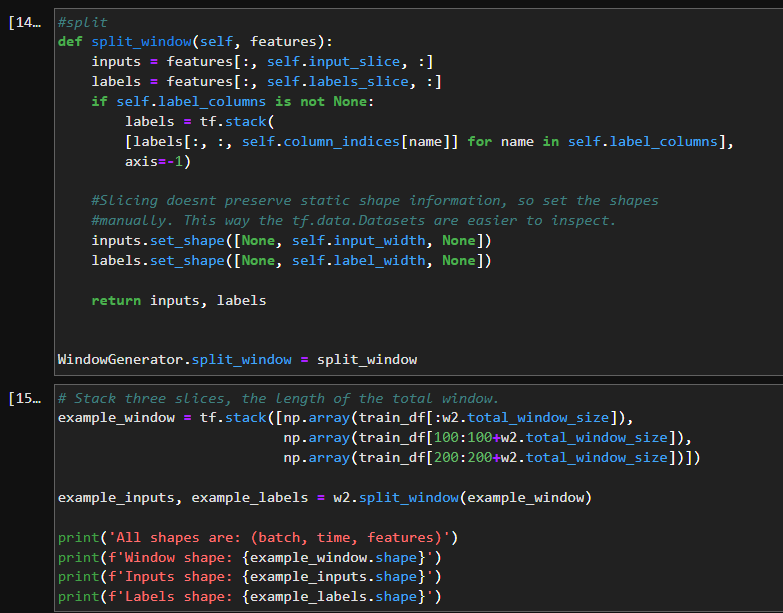 [14…
#split
def split_window(self, features):
    inputs = features[:, self.input_slice, :]
    labels = features[:, self.labels_slice, :]
    if self.label_columns is not None:
        labels = tf.stack(
        [labels[:, :, self.column_indices[name]] for name in self.label_columns],
        axis=-1)

    #Slicing doesnt preserve static shape information, so set the shapes
    #manually. This way the tf.data.Datasets are easier to inspect.
    inputs.set_shape([None, self.input_width, None])
    labels.set_shape([None, self.label_width, None])

    return inputs, labels


WindowGenerator.split_window = split_window
[15…
# Stack three slices, the length of the total window.
example_window = tf.stack([np.array(train_df[:w2.total_window_size]),
                           np.array(train_df[100:100+w2.total_window_size]),
                           np.array(train_df[200:200+w2.total_window_size])])

example_inputs, example_labels = w2.split_window(example_window)

print('All shapes are: (batch, time, features)')
print(f'Window shape: {example_window.shape}')
print(f'Inputs shape: {example_inputs.shape}')
print(f'Labels shape: {example_labels.shape}')